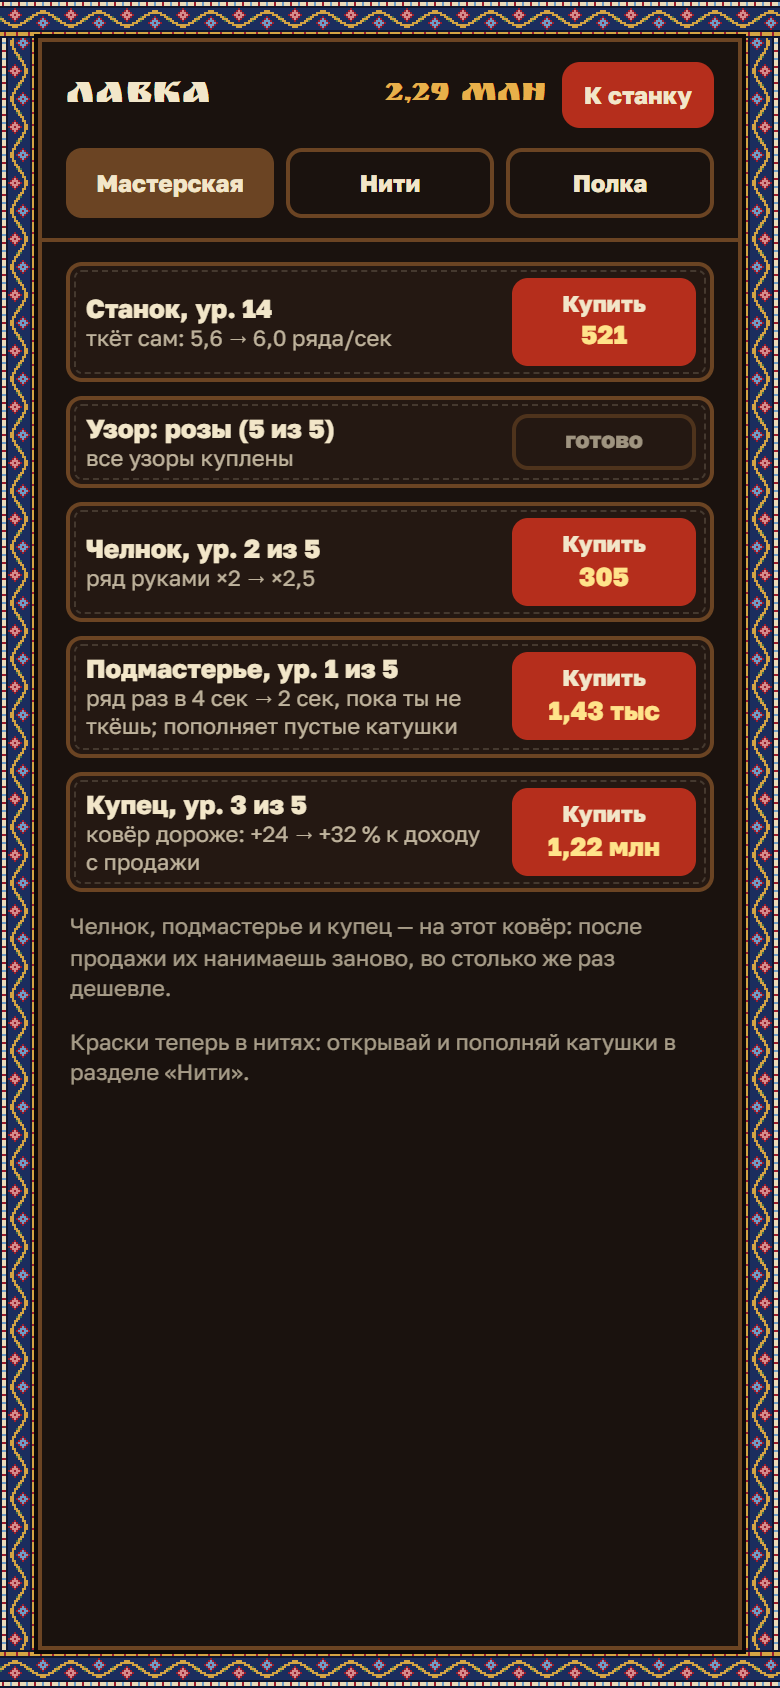 ЛАВКА
2,29 МЛН
К станку
Мастерская
Нити
Полка
Станок, ур. 14
ткёт сам: 5,6 → 6,0 ряда/сек
Купить
521
Узор: розы (5 из 5)
все узоры куплены
готово
Челнок, ур. 2 из 5
ряд руками ×2 → ×2,5
Купить
305
Подмастерье, ур. 1 из 5
ряд раз в 4 сек → 2 сек, пока ты не
ткёшь; пополняет пустые катушки
Купить
1,43 тыс
Купец, ур. 3 из 5
ковёр дороже: +24 → +32 % к доходу
с продажи
Купить
1,22 млн
Челнок, подмастерье и купец — на этот ковёр: после
продажи их нанимаешь заново, во столько же раз
дешевле.
Краски теперь в нитях: открывай и пополняй катушки в
разделе «Нити».